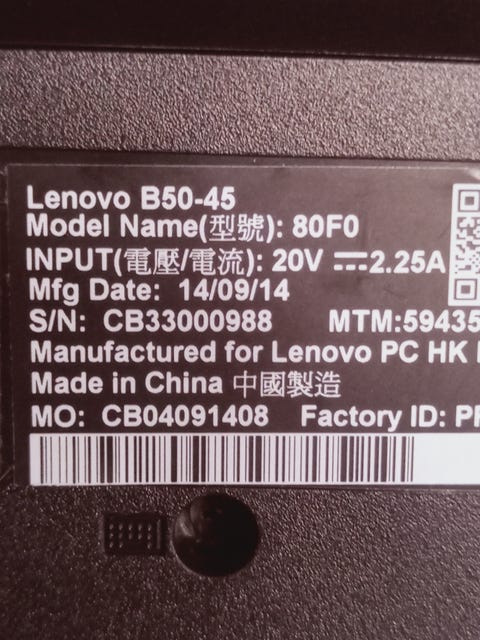 Lenovo B50-45
Model Name(型號): 80F0
INPUT(電壓/電流): 20V ⎓ 2.25A
Mfg Date: 14/09/14
S/N: CB33000988 MTM:59435
Manufactured for Lenovo PC HK
Made in China 中國製造
MO: CB04091408 Factory ID: PF